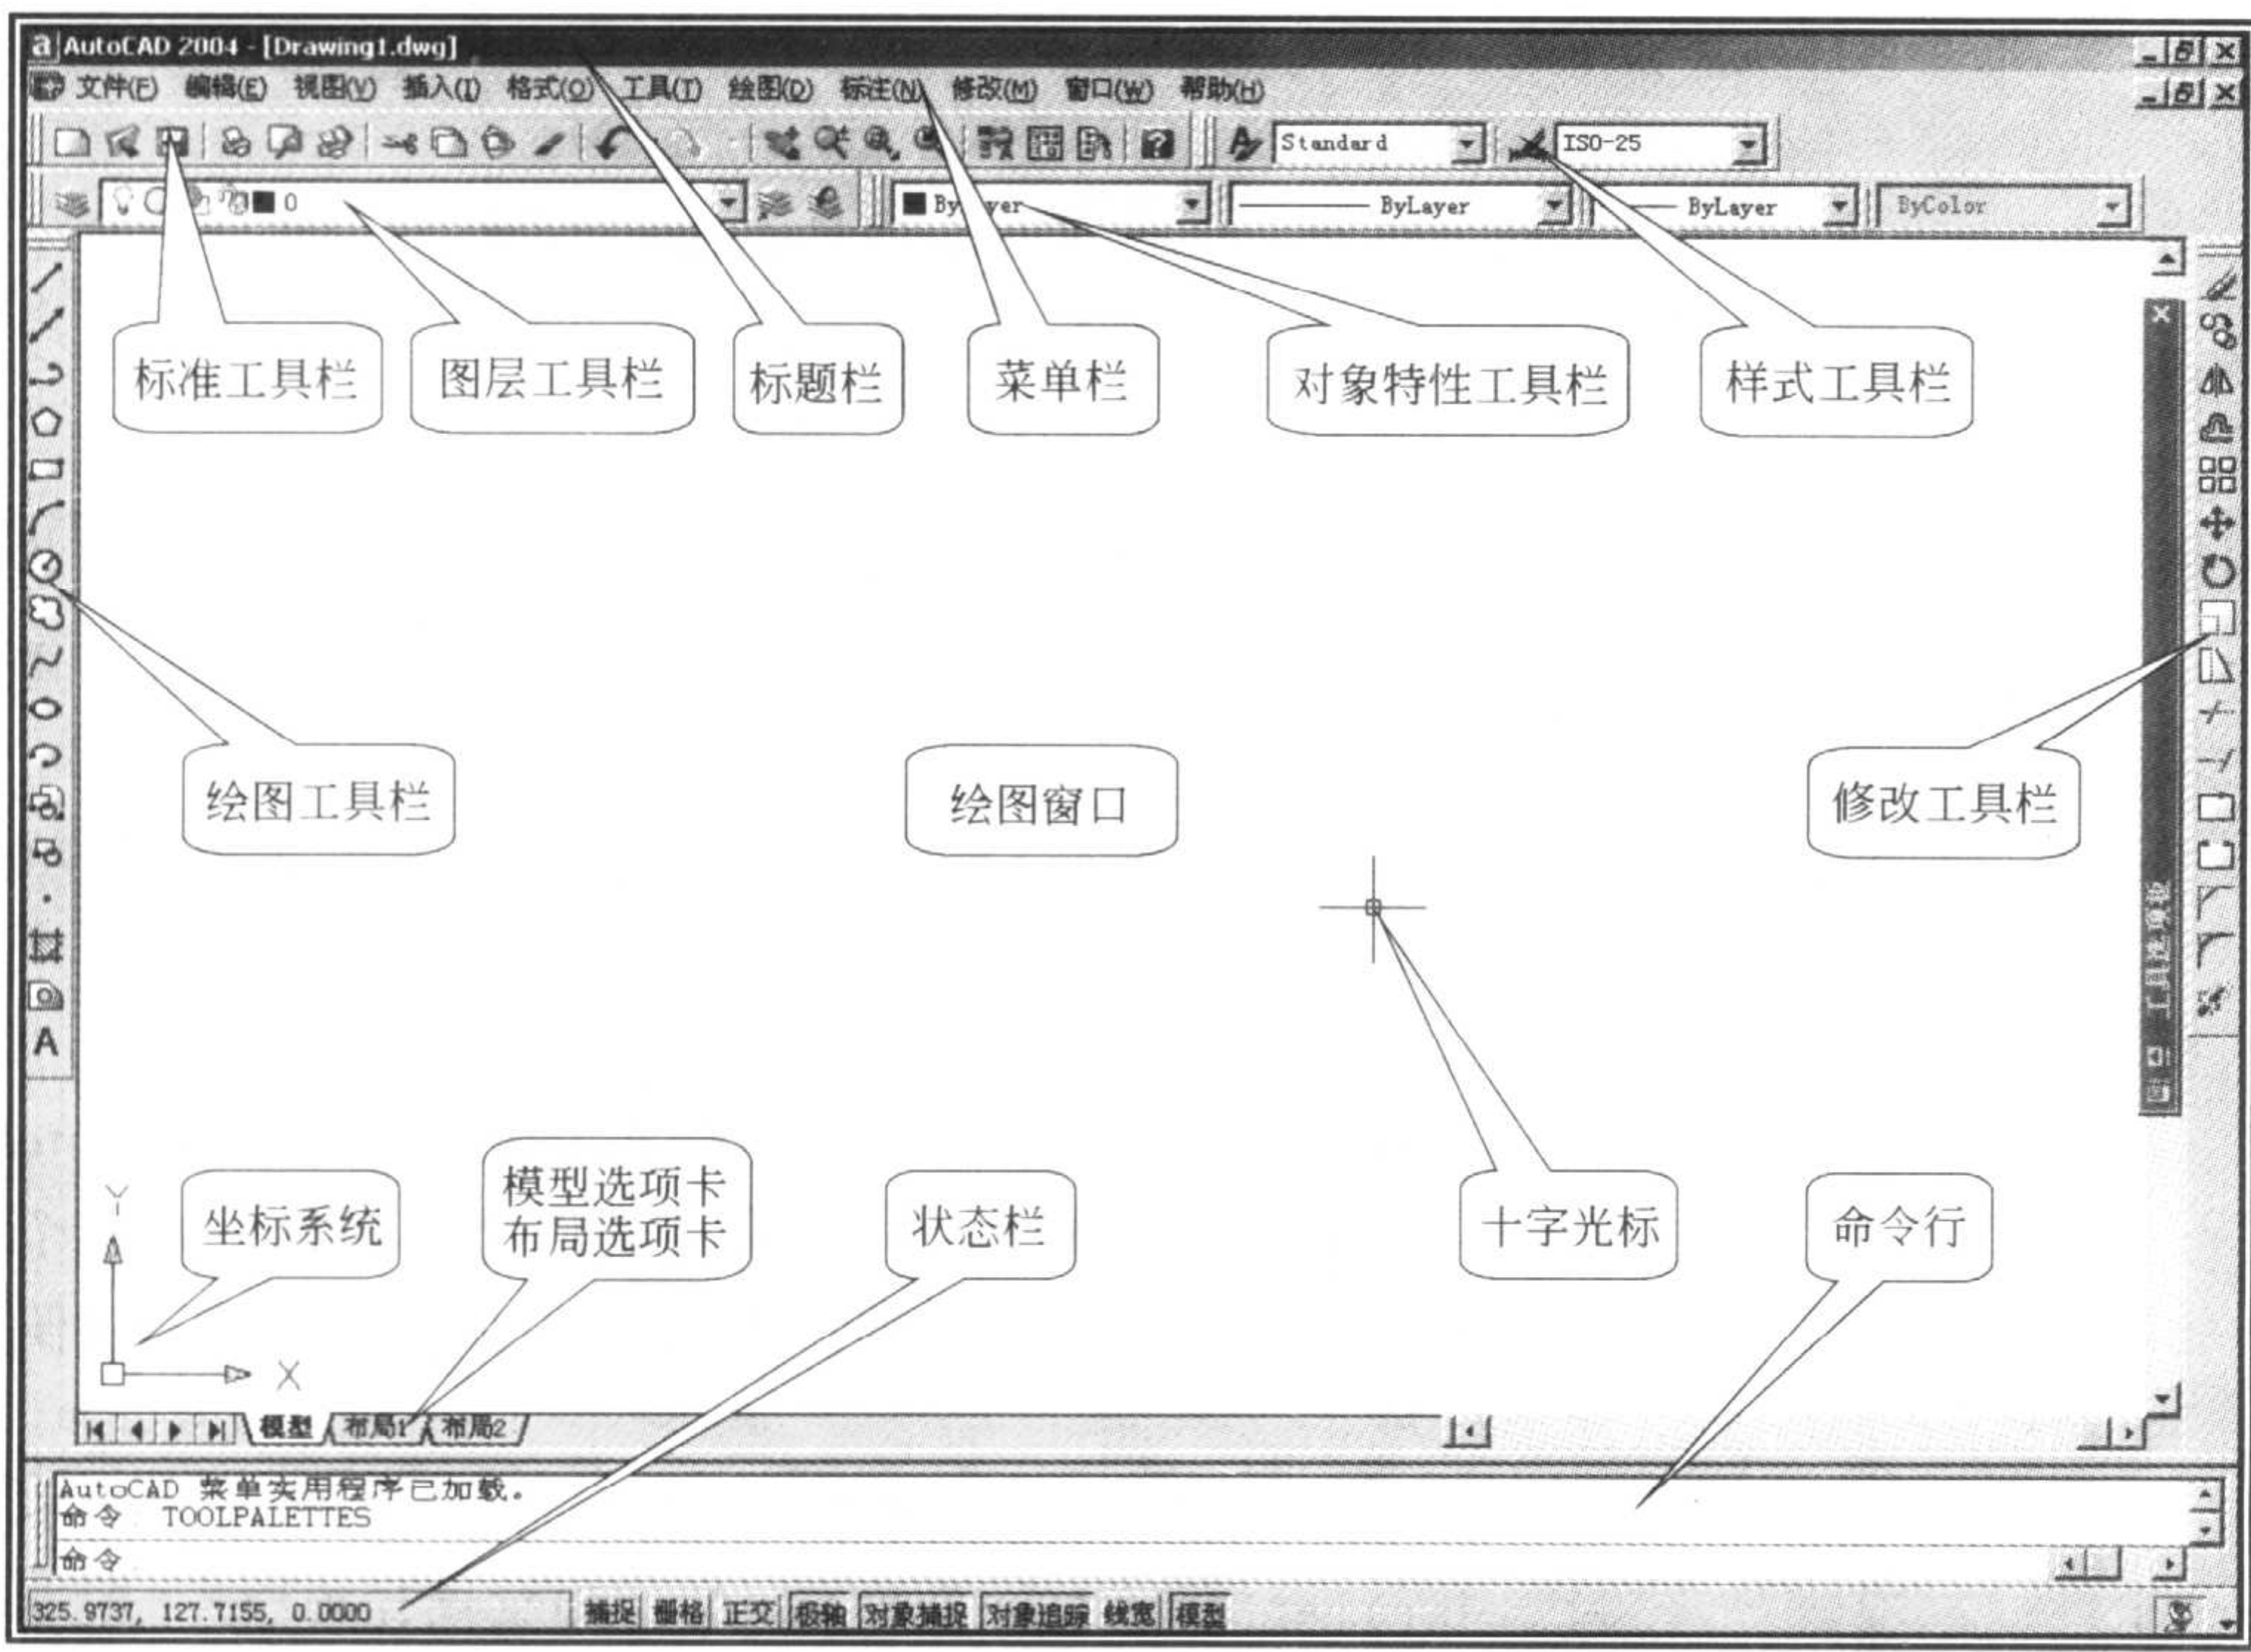 AutoCAD 2004 - [Drawing1.dwg]
文件(F) 编辑(E) 视图(V) 插入(I) 格式(O) 工具(T) 绘图(D) 标注(N) 修改(M) 窗口(W) 帮助(H)
Standard ISO-25
0 ByLayer ByLayer ByLayer ByColor
标准工具栏 图层工具栏 标题栏 菜单栏 对象特性工具栏 样式工具栏
绘图工具栏 绘图窗口 修改工具栏
A
模型选项卡
布局选项卡
坐标系统 状态栏 十字光标 命令行
Y
X
模型 布局1 布局2
AutoCAD 菜单实用程序已加载。
命令: TOOLPALETTES
命令:
325.9737, 127.7155, 0.0000 捕捉 栅格 正交 极轴 对象捕捉 对象追踪 线宽 模型